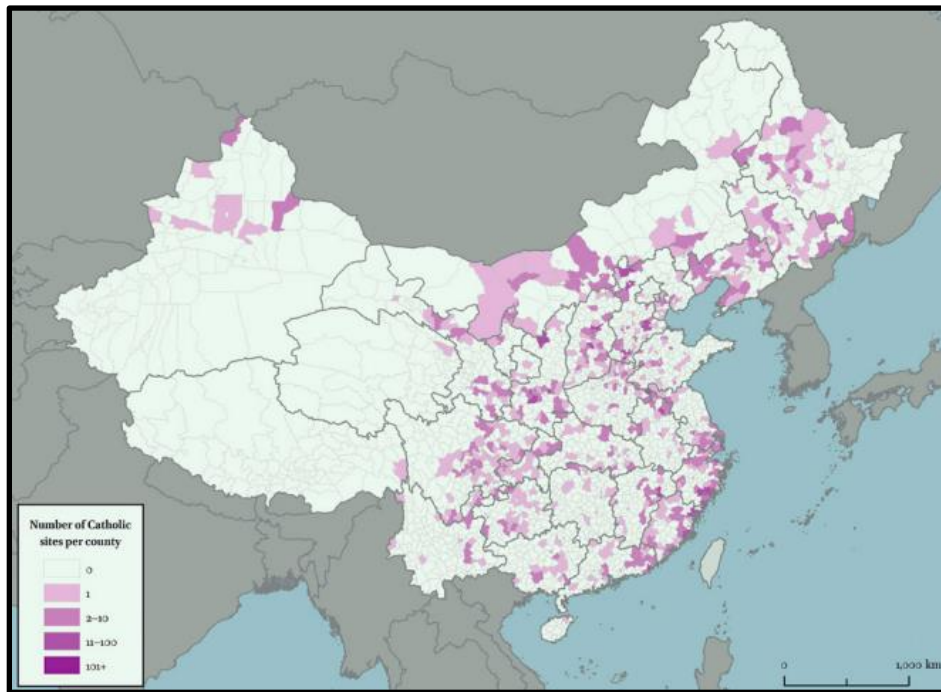 Number of Catholic
sites per county
0
1
2–10
11–100
101+
0
1,000 km